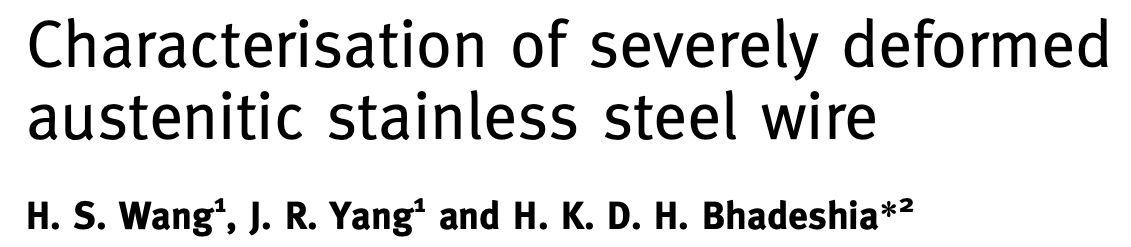 Characterisation of severely deformed
austenitic stainless steel wire
H. S. Wang¹, J. R. Yang¹ and H. K. D. H. Bhadeshia*²